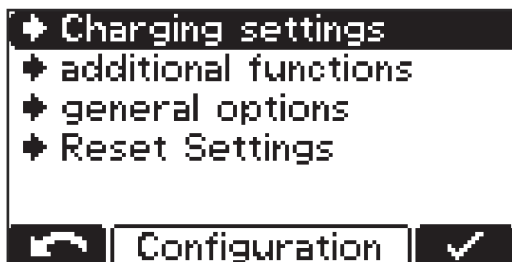 Charging settings
additional functions
general options
Reset Settings
Configuration